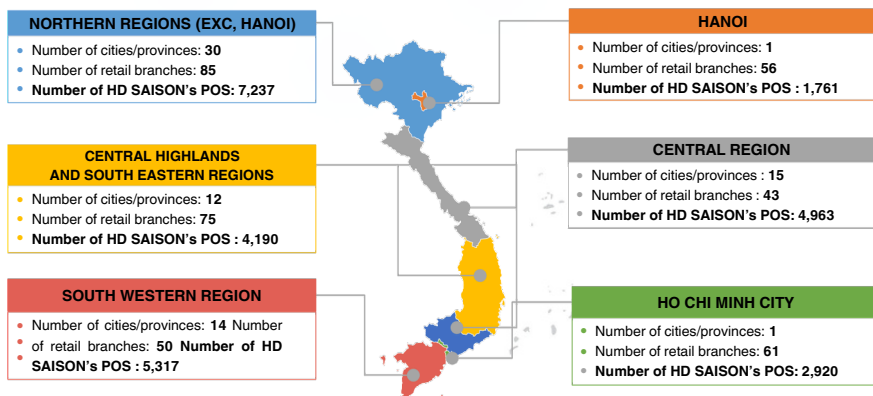 NORTHERN REGIONS (EXC, HANOI)
Number of cities/provinces: 30
Number of retail branches: 85
Number of HD SAISON's POS: 7,237
HANOI
Number of cities/provinces: 1
Number of retail branches: 56
Number of HD SAISON's POS : 1,761
CENTRAL HIGHLANDS
AND SOUTH EASTERN REGIONS
Number of cities/provinces: 12
Number of retail branches: 75
Number of HD SAISON's POS : 4,190
CENTRAL REGION
Number of cities/provinces : 15
Number of retail branches : 43
Number of HD SAISON's POS: 4,963
SOUTH WESTERN REGION
Number of cities/provinces: 14 Number
of retail branches: 50 Number of HD
SAISON's POS : 5,317
HO CHI MINH CITY
Number of cities/provinces: 1
Number of retail branches: 61
Number of HD SAISON's POS: 2,920